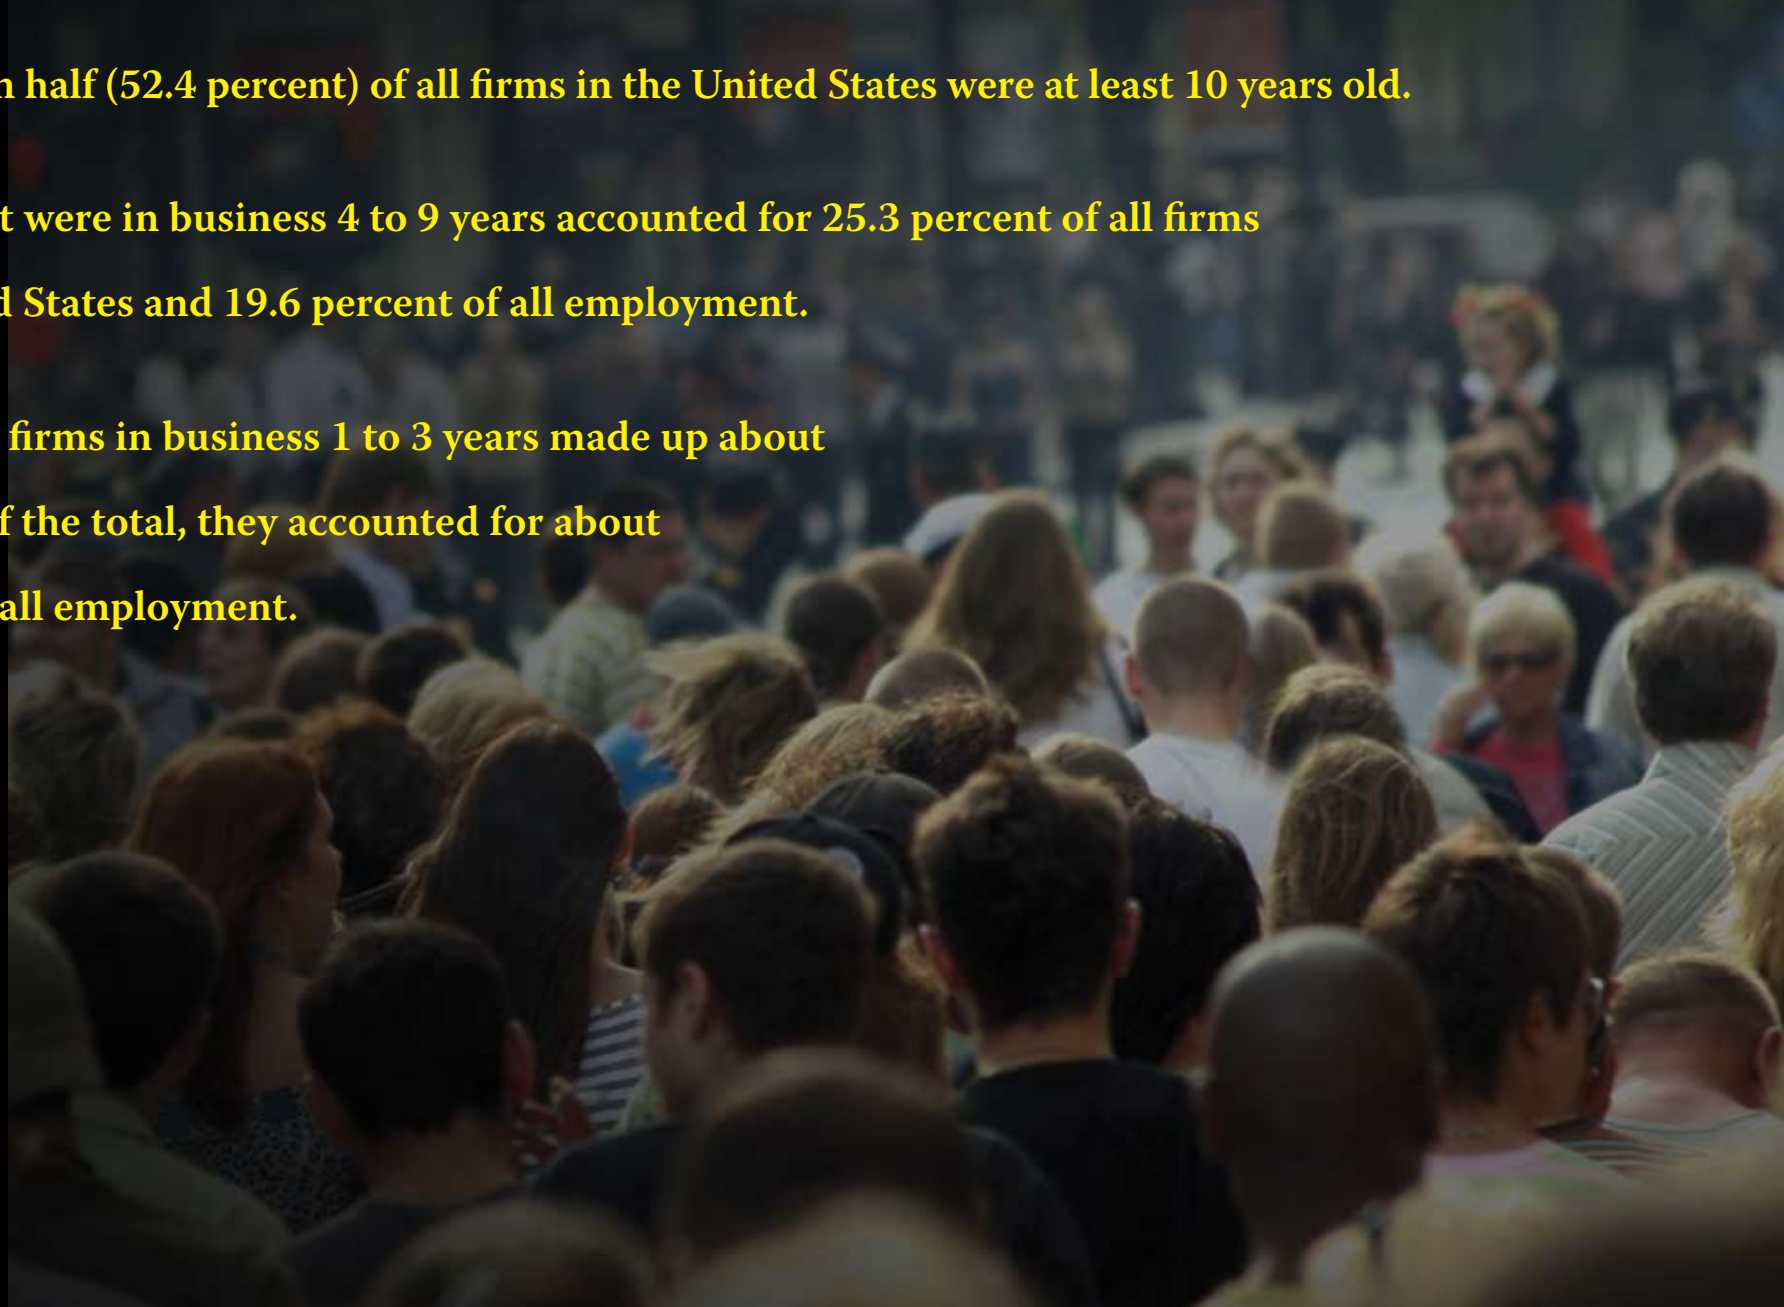 half (52.4 percent) of all firms in the United States were at least 10 years old.
were in business 4 to 9 years accounted for 25.3 percent of all firms
States and 19.6 percent of all employment.
firms in business 1 to 3 years made up about
the total, they accounted for about
all employment.